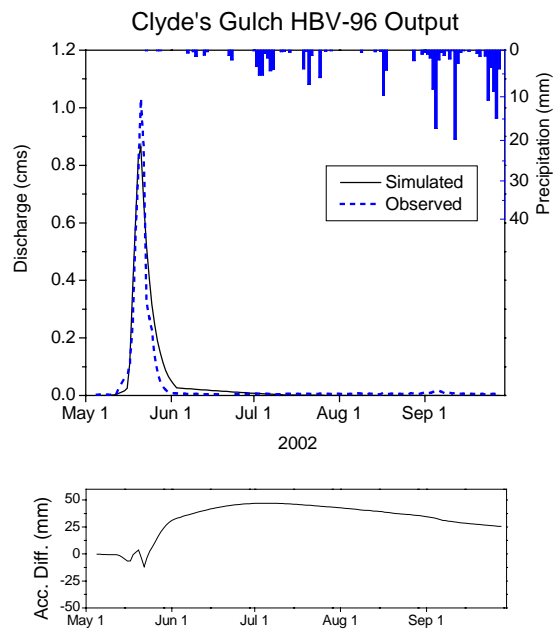 Clyde's Gulch HBV-96 Output
1.2
1.0
0.8
0.6
0.4
0.2
0.0
Discharge (cms)
0
10
20
30
40
Precipitation (mm)
Simulated
Observed
May 1 Jun 1 Jul 1 Aug 1 Sep 1
2002
50
25
0
-25
-50
Acc. Diff. (mm)
May 1 Jun 1 Jul 1 Aug 1 Sep 1